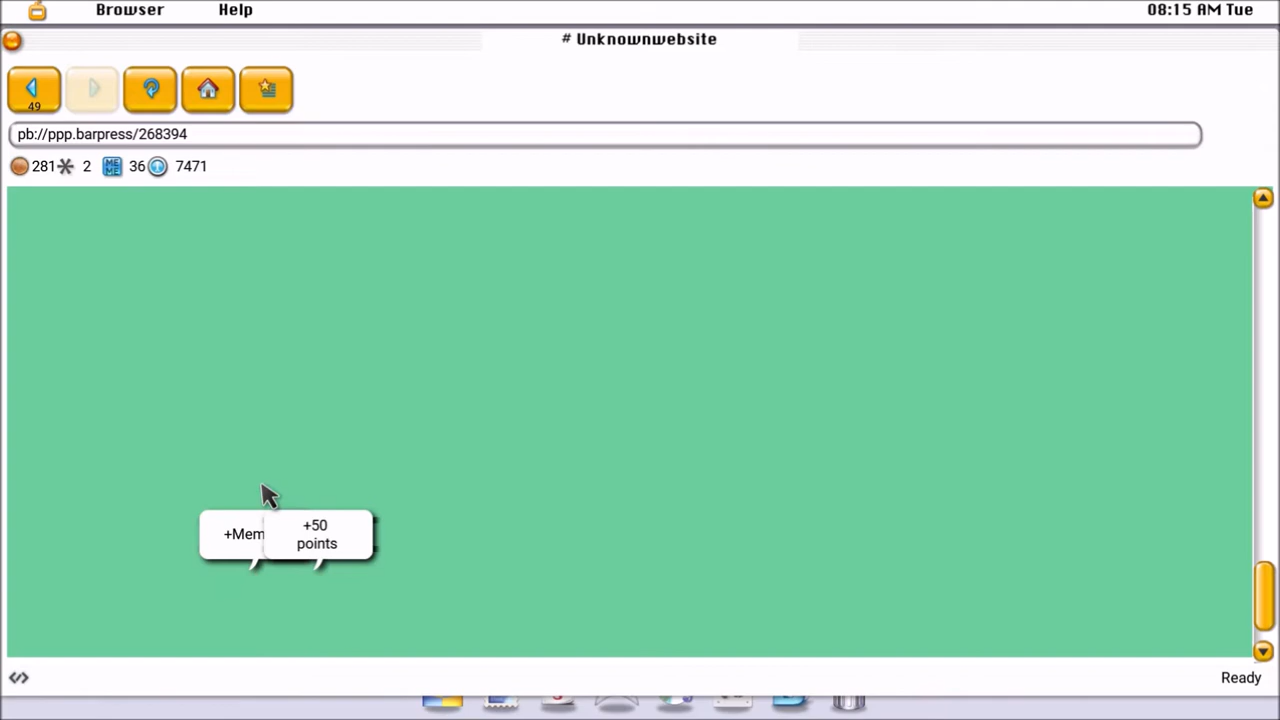 Browser Help 08:15 AM Tue
# Unknownwebsite
49
pb://ppp.barpress/268394
281 2 MEME 36 7471
+Mem
+50
points
Ready